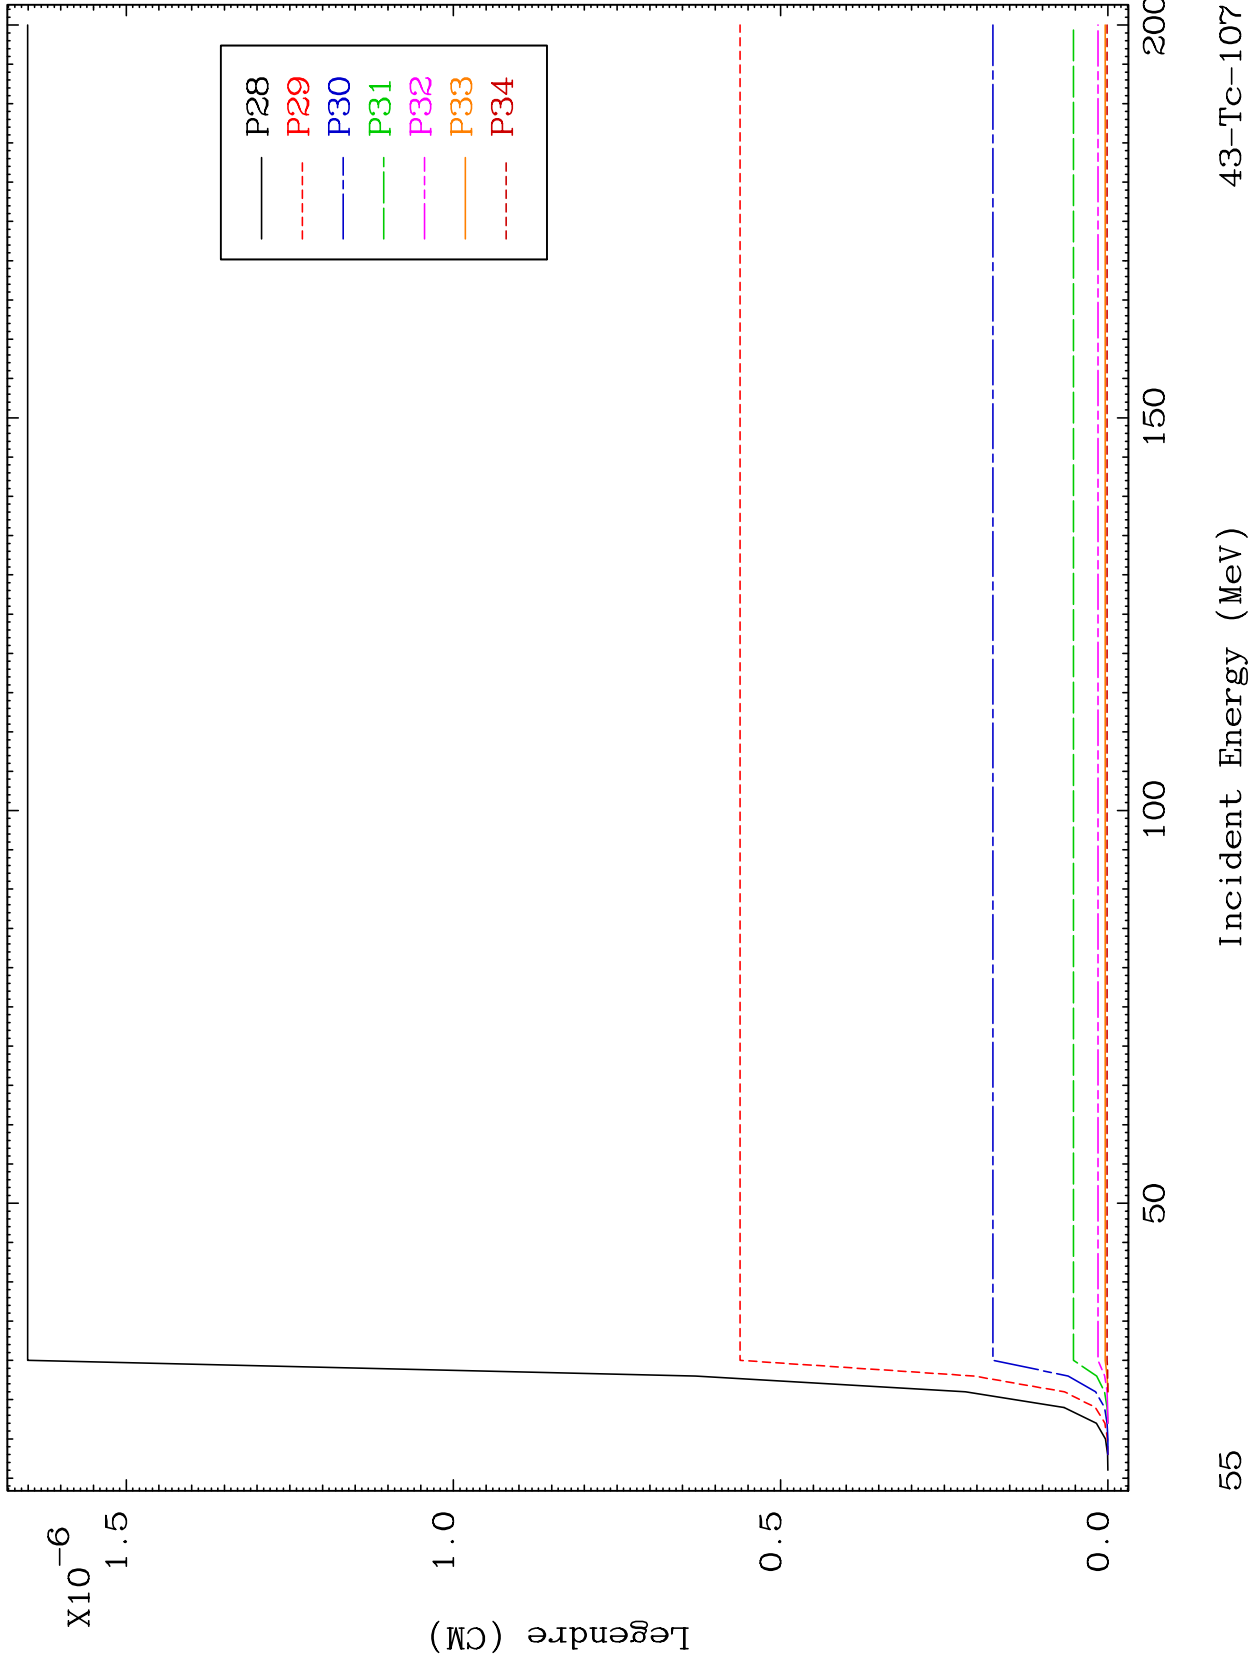 X10-6
1.5
1.0
0.5
0.0
Legendre (CM)
P28
P29
P30
P31
P32
P33
P34
50
100
150
200
Incident Energy (MeV)
55
43-Tc-107